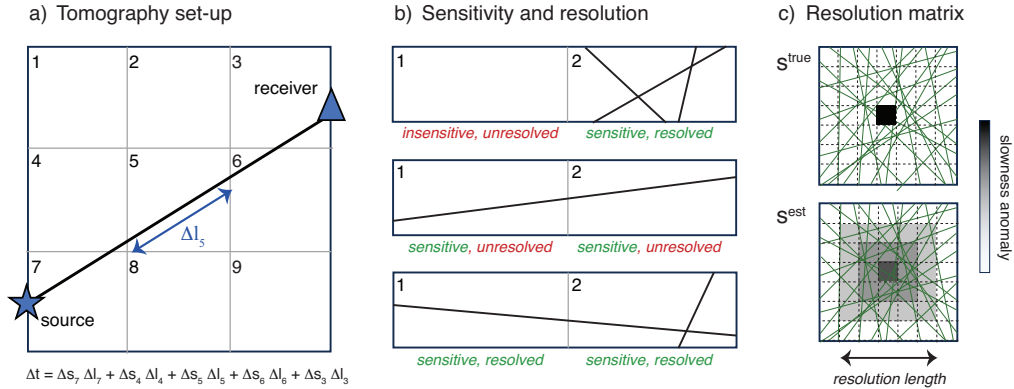 a) Tomography set-up
1
2
3
receiver
4
5
6
Δl₅
7
8
9
source
Δt = Δs₇ Δl₇ + Δs₄ Δl₄ + Δs₅ Δl₅ + Δs₆ Δl₆ + Δs₃ Δl₃
b) Sensitivity and resolution
1
2
insensitive, unresolved
sensitive, resolved
1
2
sensitive, unresolved
sensitive, unresolved
1
2
sensitive, resolved
sensitive, resolved
c) Resolution matrix
s^true
s^est
slowness anomaly
resolution length